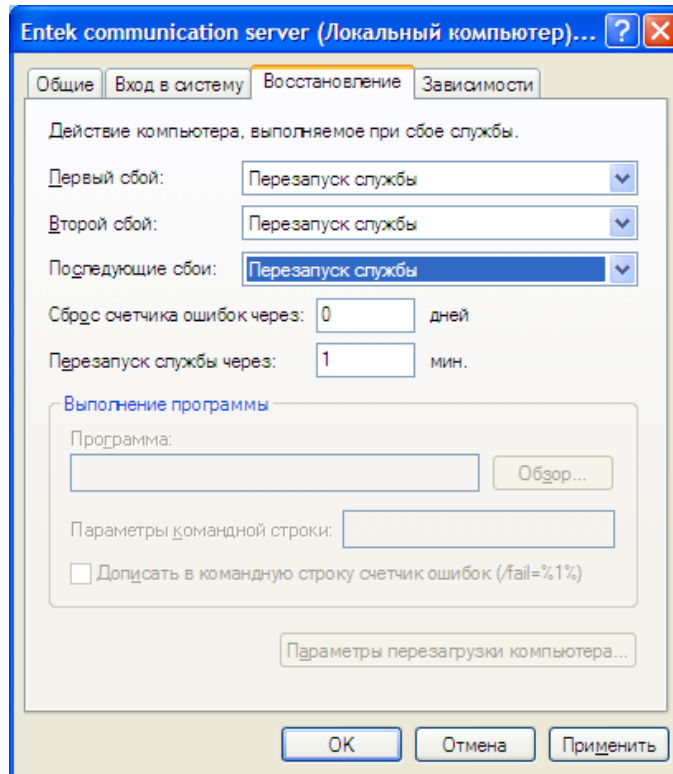 Entek communication server (Локальный компьютер)...
Общие Вход в систему Восстановление Зависимости
Действие компьютера, выполняемое при сбое службы.
Первый сбой: Перезапуск службы
Второй сбой: Перезапуск службы
Последующие сбои: Перезапуск службы
Сброс счетчика ошибок через: 0 дней
Перезапуск службы через: 1 мин.
Выполнение программы
Программа:
Обзор...
Параметры командной строки:
Дописать в командную строку счетчик ошибок (/fail=%1%)
Параметры перезагрузки компьютера...
OK Отмена Применить